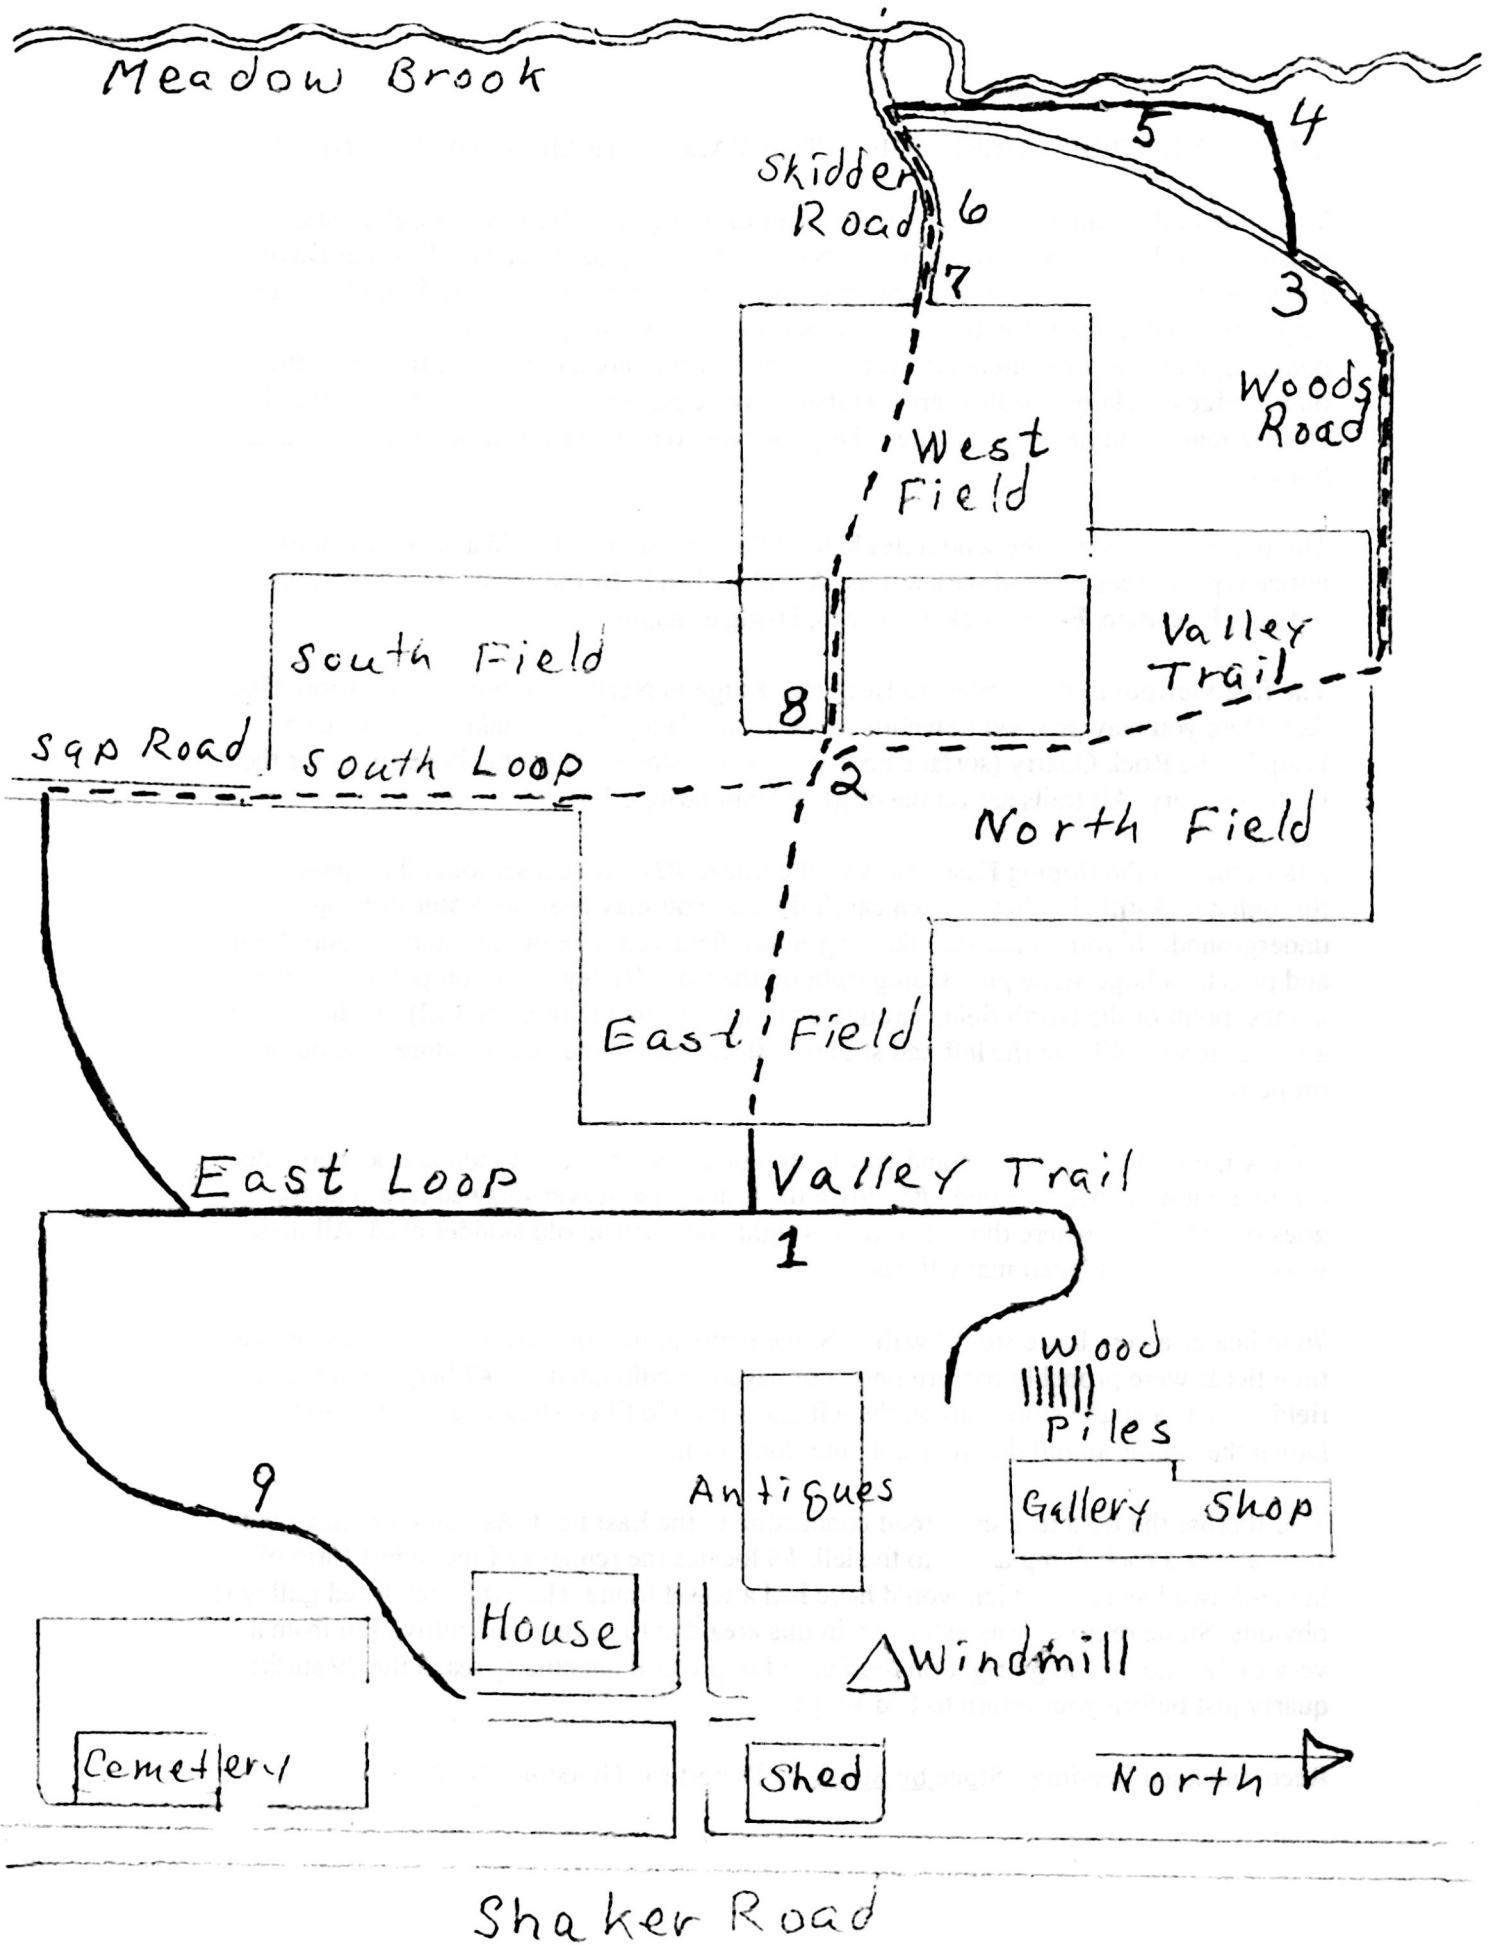 Meadow Brook
4
5
Skidder
Road
6
7
3
Woods
Road
West
Field
South Field
Valley
Trail
8
Sap Road
South Loop
2
North Field
East Field
East Loop
Valley Trail
1
Wood
Piles
9
Antiques
Gallery Shop
House
Windmill
Cemetery
Shed
North
Shaker Road